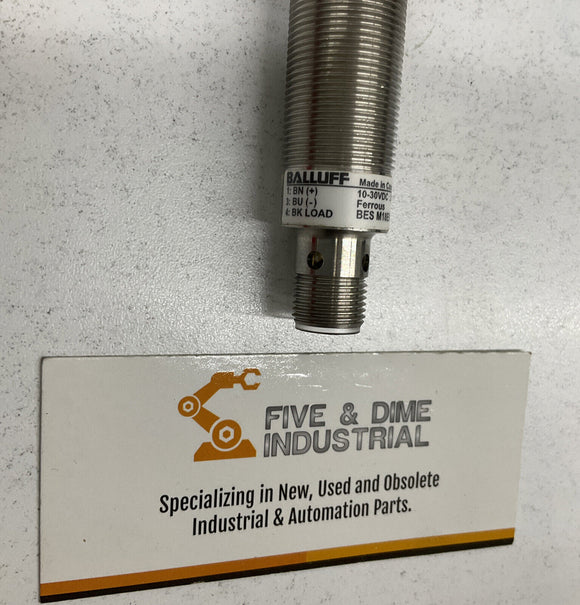 BALLUFF
1: BN (+)
3: BU (-)
4: BK LOAD
Made in
10-30VDC
Ferrous
BES
FIVE & DIME
INDUSTRIAL
Specializing in New, Used and Obsolete
Industrial & Automation Parts.